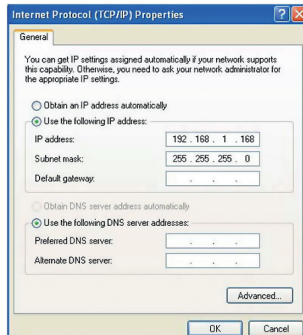 Internet Protocol (TCP/IP) Properties
General
You can get IP settings assigned automatically if your network supports
this capability. Otherwise, you need to ask your network administrator for
the appropriate IP settings.
Obtain an IP address automatically
Use the following IP address:
IP address: 192 . 168 . 1 . 168
Subnet mask: 255 . 255 . 255 . 0
Default gateway: . . .
Obtain DNS server address automatically
Use the following DNS server addresses:
Preferred DNS server: . . .
Alternate DNS server: . . .
Advanced...
OK Cancel